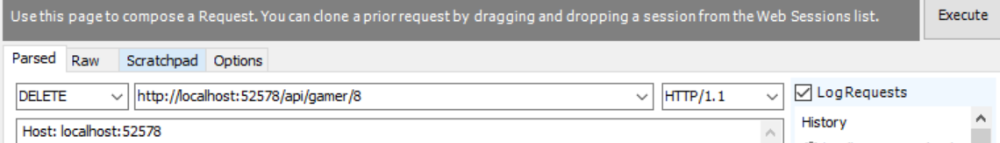 Use this page to compose a Request. You can clone a prior request by dragging and dropping a session from the Web Sessions list.
Execute
Parsed Raw Scratchpad Options
DELETE http://localhost:52578/api/gamer/8 HTTP/1.1 Log Requests
Host: localhost:52578 History